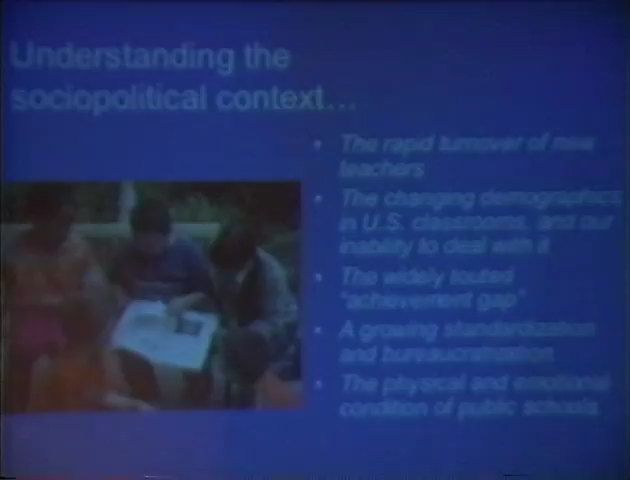 Understanding the
sociopolitical context...
• The rapid turnover of new
teachers
• The changing demographics
in U.S. classrooms, and our
inability to deal with it
• The widely touted
"achievement gap"
• A growing standardization
and bureaucratization
• The physical and emotional
condition of public schools